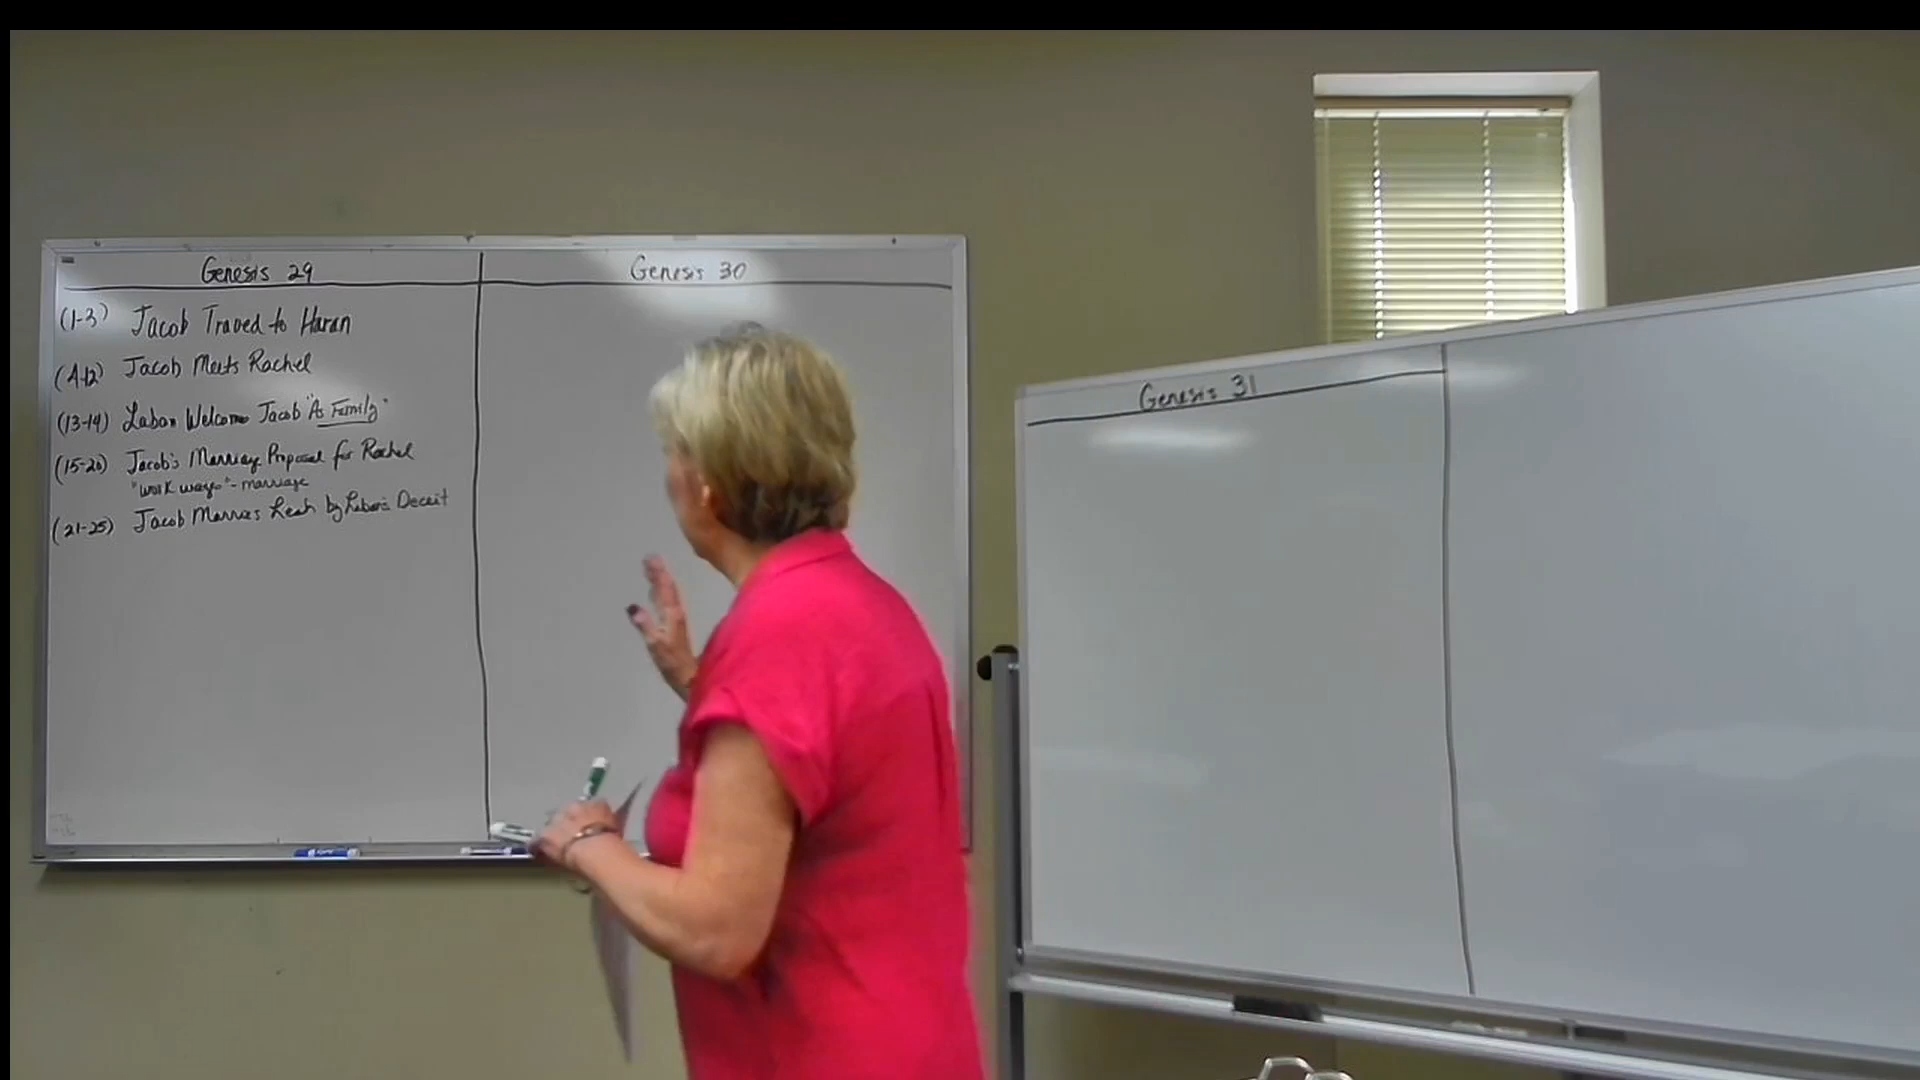 Genesis 29
(1-3) Jacob Traved to Haran
(4-12) Jacob Meets Rachel
(13-14) Laban Welcome Jacob "As Family"
(15-20) Jacob's Marriage Proposal for Rachel
"work wages" - marriage
(21-25) Jacob Marries Leah by Laban's Deceit
Genesis 30
Genesis 31